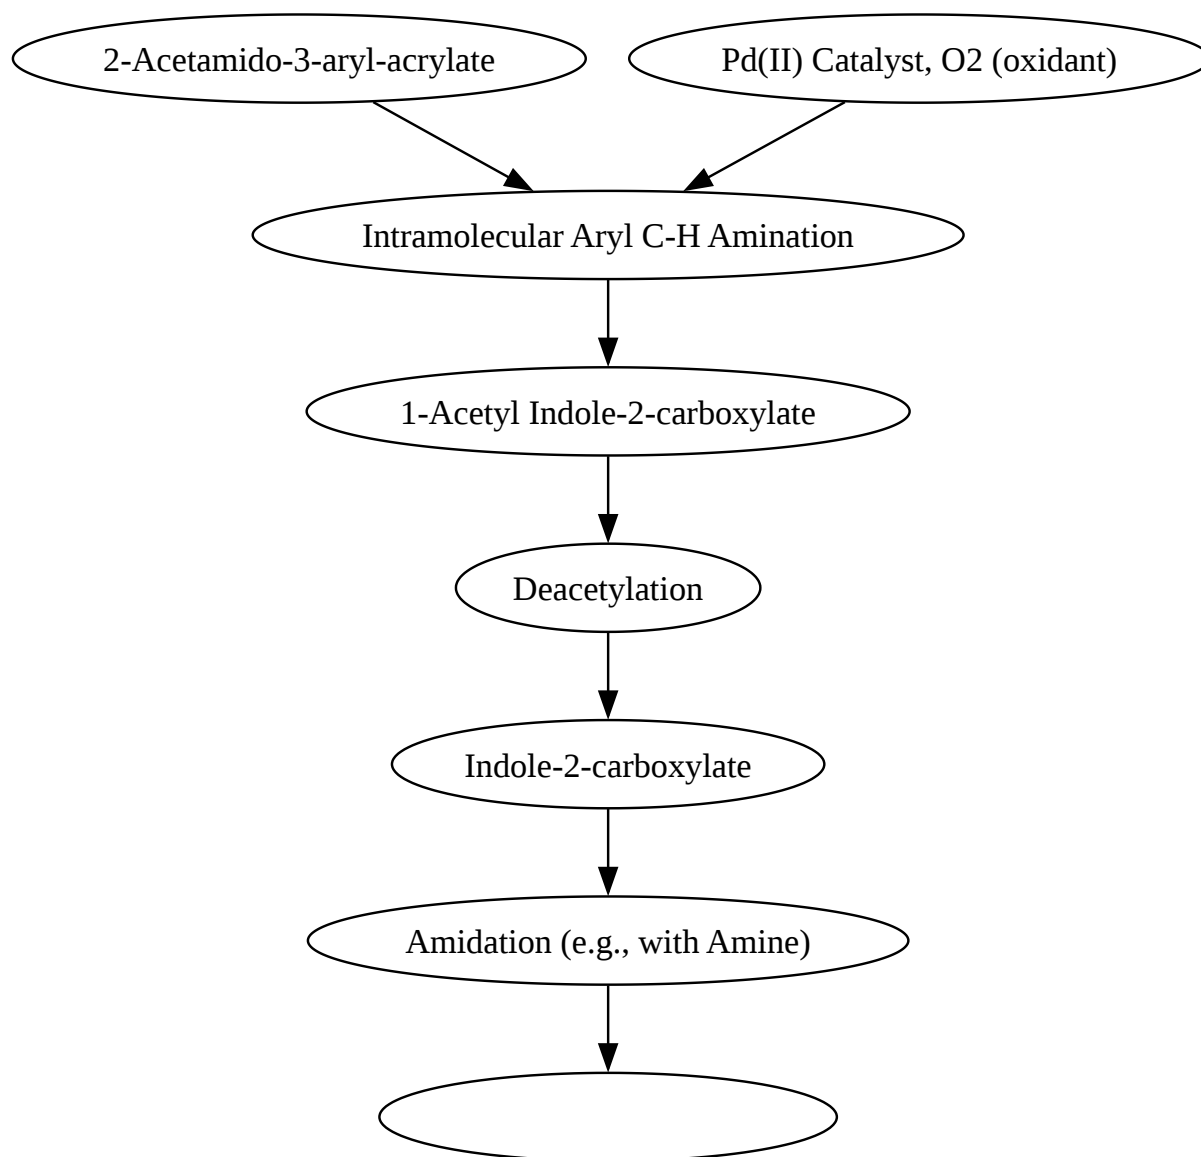 2-Acetamido-3-aryl-acrylate
Pd(II) Catalyst, O2 (oxidant)
Intramolecular Aryl C-H Amination
1-Acetyl Indole-2-carboxylate
Deacetylation
Indole-2-carboxylate
Amidation (e.g., with Amine)